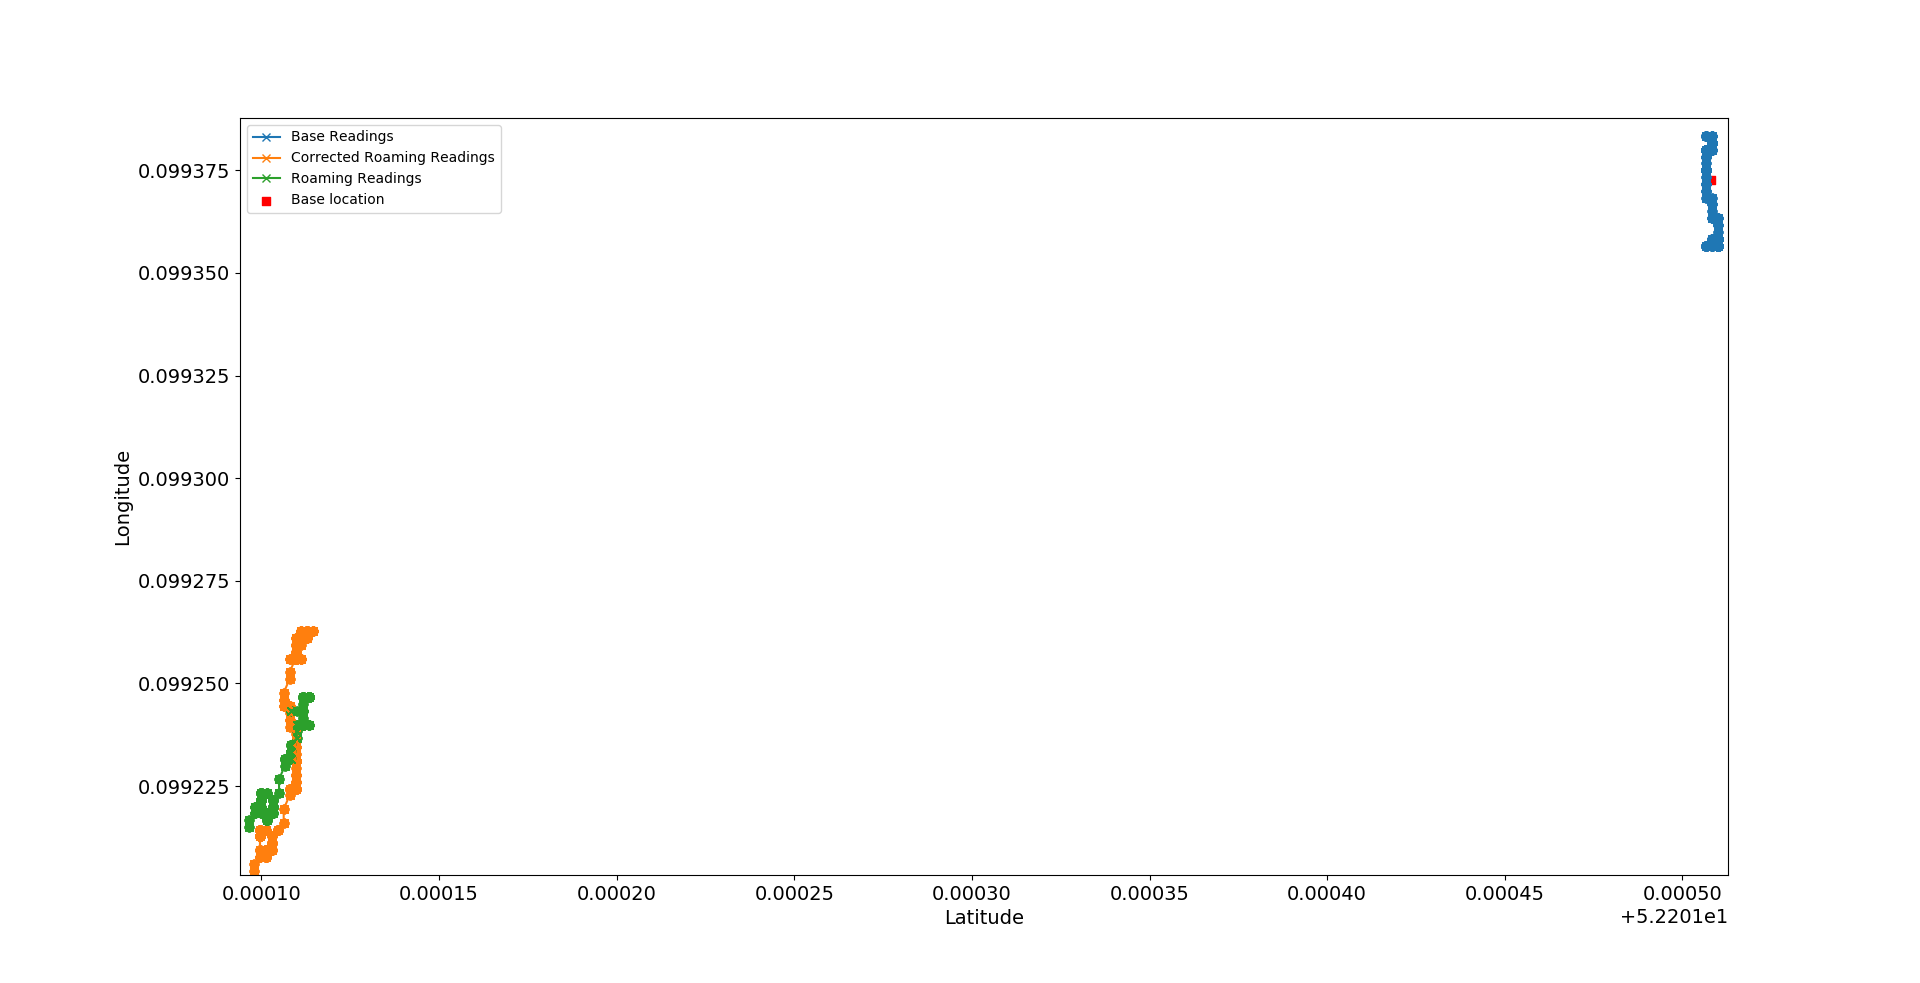 Base Readings
Corrected Roaming Readings
Roaming Readings
Base location
0.099375
0.099350
0.099325
0.099300
0.099275
0.099250
0.099225
Longitude
0.00010 0.00015 0.00020 0.00025 0.00030 0.00035 0.00040 0.00045 0.00050
Latitude
+5.2201e1